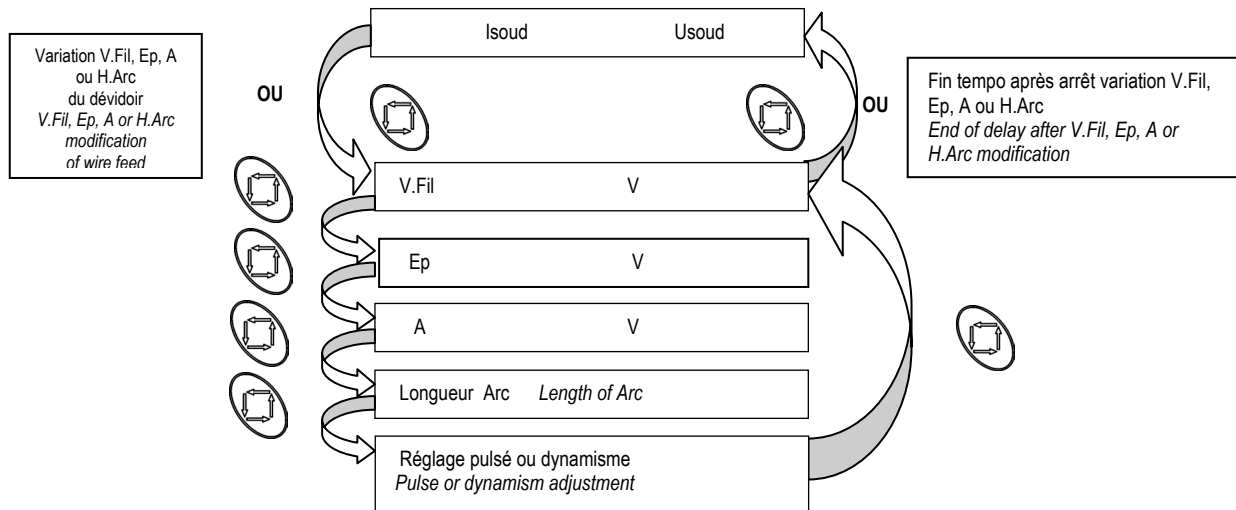 Isoud Usoud
Variation V.Fil, Ep, A
ou H.Arc
du dévidoir
V.Fil, Ep, A or H.Arc
modification
of wire feed
OU
OU
Fin tempo après arrêt variation V.Fil,
Ep, A ou H.Arc
End of delay after V.Fil, Ep, A or
H.Arc modification
V.Fil V
Ep V
A V
Longueur Arc Length of Arc
Réglage pulsé ou dynamisme
Pulse or dynamism adjustment